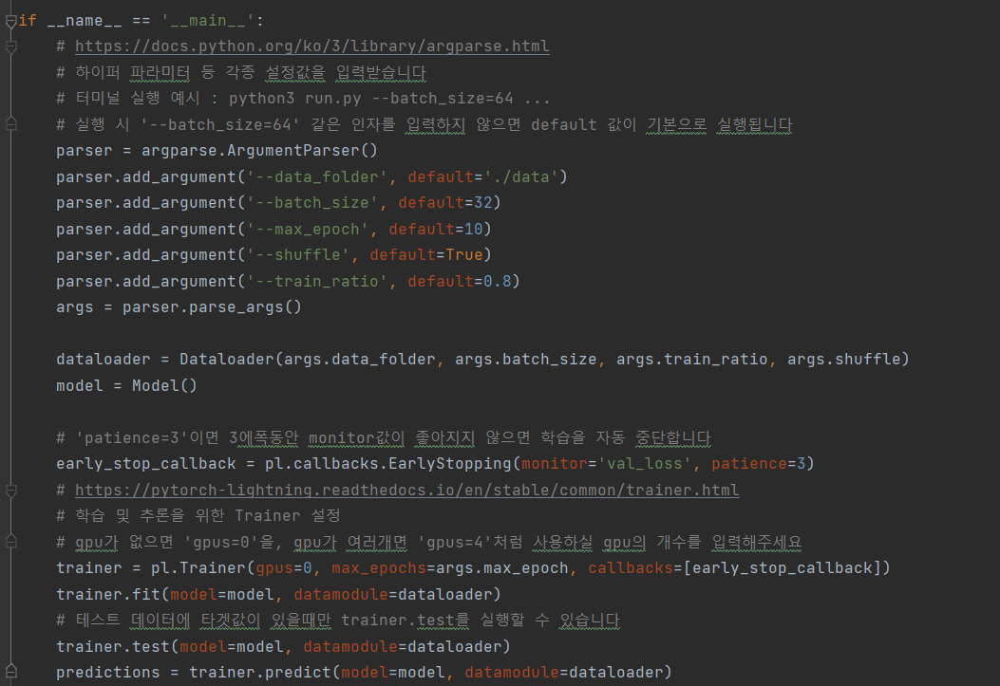 if __name__ == '__main__':
    # https://docs.python.org/ko/3/library/argparse.html
    # 하이퍼 파라미터 등 각종 설정값을 입력받습니다
    # 터미널 실행 예시 : python3 run.py --batch_size=64 ...
    # 실행 시 '--batch_size=64' 같은 인자를 입력하지 않으면 default 값이 기본으로 실행됩니다
    parser = argparse.ArgumentParser()
    parser.add_argument('--data_folder', default='./data')
    parser.add_argument('--batch_size', default=32)
    parser.add_argument('--max_epoch', default=10)
    parser.add_argument('--shuffle', default=True)
    parser.add_argument('--train_ratio', default=0.8)
    args = parser.parse_args()

    dataloader = Dataloader(args.data_folder, args.batch_size, args.train_ratio, args.shuffle)
    model = Model()

    # 'patience=3'이면 3에폭동안 monitor값이 좋아지지 않으면 학습을 자동 중단합니다
    early_stop_callback = pl.callbacks.EarlyStopping(monitor='val_loss', patience=3)
    # https://pytorch-lightning.readthedocs.io/en/stable/common/trainer.html
    # 학습 및 추론을 위한 Trainer 설정
    # gpu가 없으면 'gpus=0'을, gpu가 여러개면 'gpus=4'처럼 사용하실 gpu의 개수를 입력해주세요
    trainer = pl.Trainer(gpus=0, max_epochs=args.max_epoch, callbacks=[early_stop_callback])
    trainer.fit(model=model, datamodule=dataloader)
    # 테스트 데이터에 타겟값이 있을때만 trainer.test를 실행할 수 있습니다
    trainer.test(model=model, datamodule=dataloader)
    predictions = trainer.predict(model=model, datamodule=dataloader)